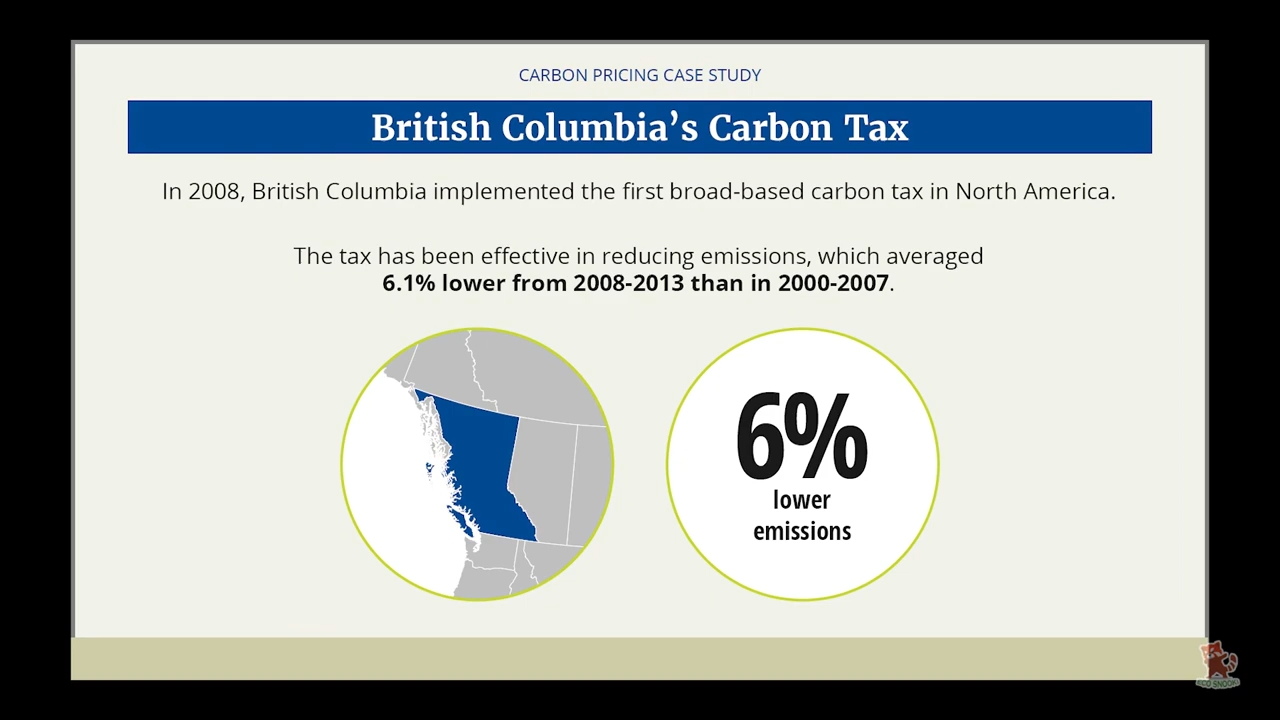 CARBON PRICING CASE STUDY
British Columbia’s Carbon Tax
In 2008, British Columbia implemented the first broad-based carbon tax in North America.
The tax has been effective in reducing emissions, which averaged
6.1% lower from 2008-2013 than in 2000-2007.
6%
lower
emissions